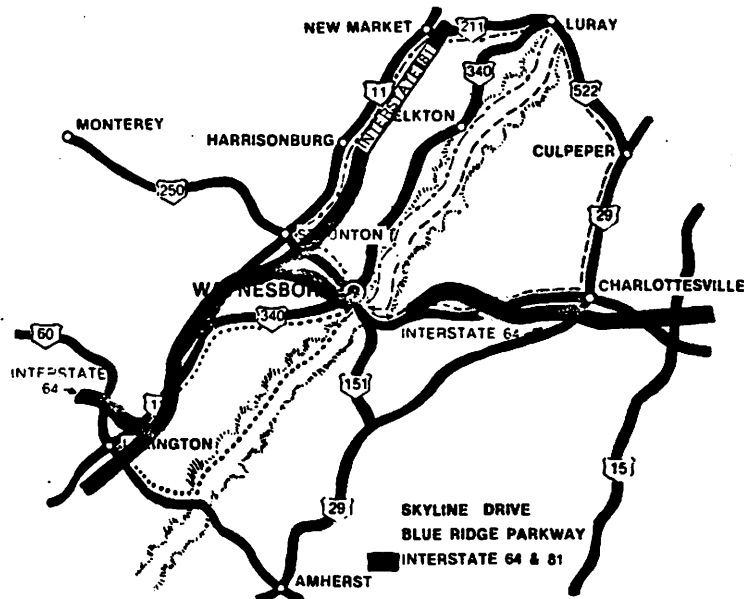 NEW MARKET
211
LURAY
340
11
INTERSTATE 81
ELKTON
522
MONTEREY
HARRISONBURG
CULPEPER
250
29
CHARLOTTESVILLE
340
INTERSTATE 64
60
INTERSTATE
64
151
15
29
SKYLINE DRIVE
BLUE RIDGE PARKWAY
INTERSTATE 64 & 81
AMHERST